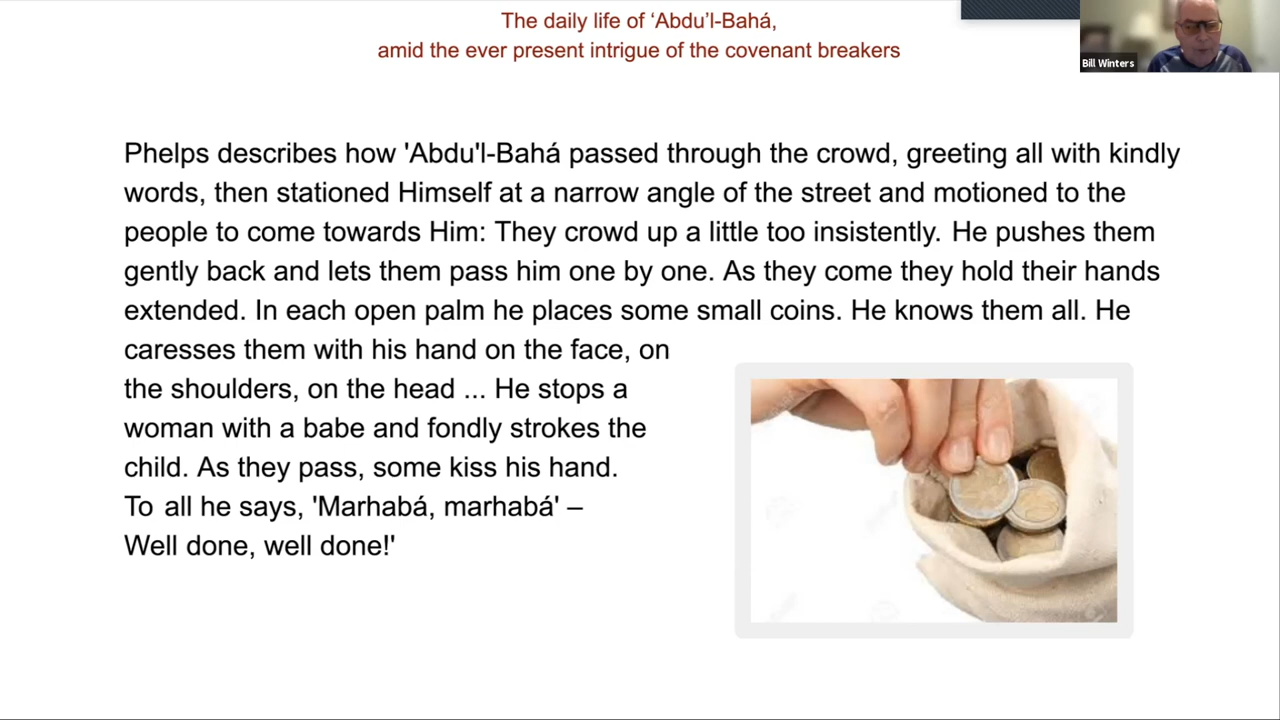 The daily life of ‘Abdu’l-Bahá,
amid the ever present intrigue of the covenant breakers
Bill Winters
Phelps describes how 'Abdu'l-Bahá passed through the crowd, greeting all with kindly
words, then stationed Himself at a narrow angle of the street and motioned to the
people to come towards Him: They crowd up a little too insistently. He pushes them
gently back and lets them pass him one by one. As they come they hold their hands
extended. In each open palm he places some small coins. He knows them all. He
caresses them with his hand on the face, on
the shoulders, on the head ... He stops a
woman with a babe and fondly strokes the
child. As they pass, some kiss his hand.
To all he says, 'Marhabá, marhabá' –
Well done, well done!'